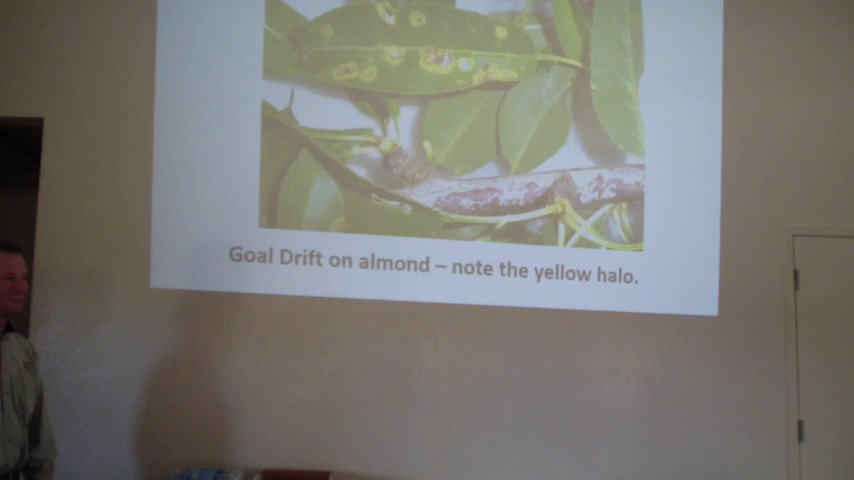 Goal Drift on almond – note the yellow halo.